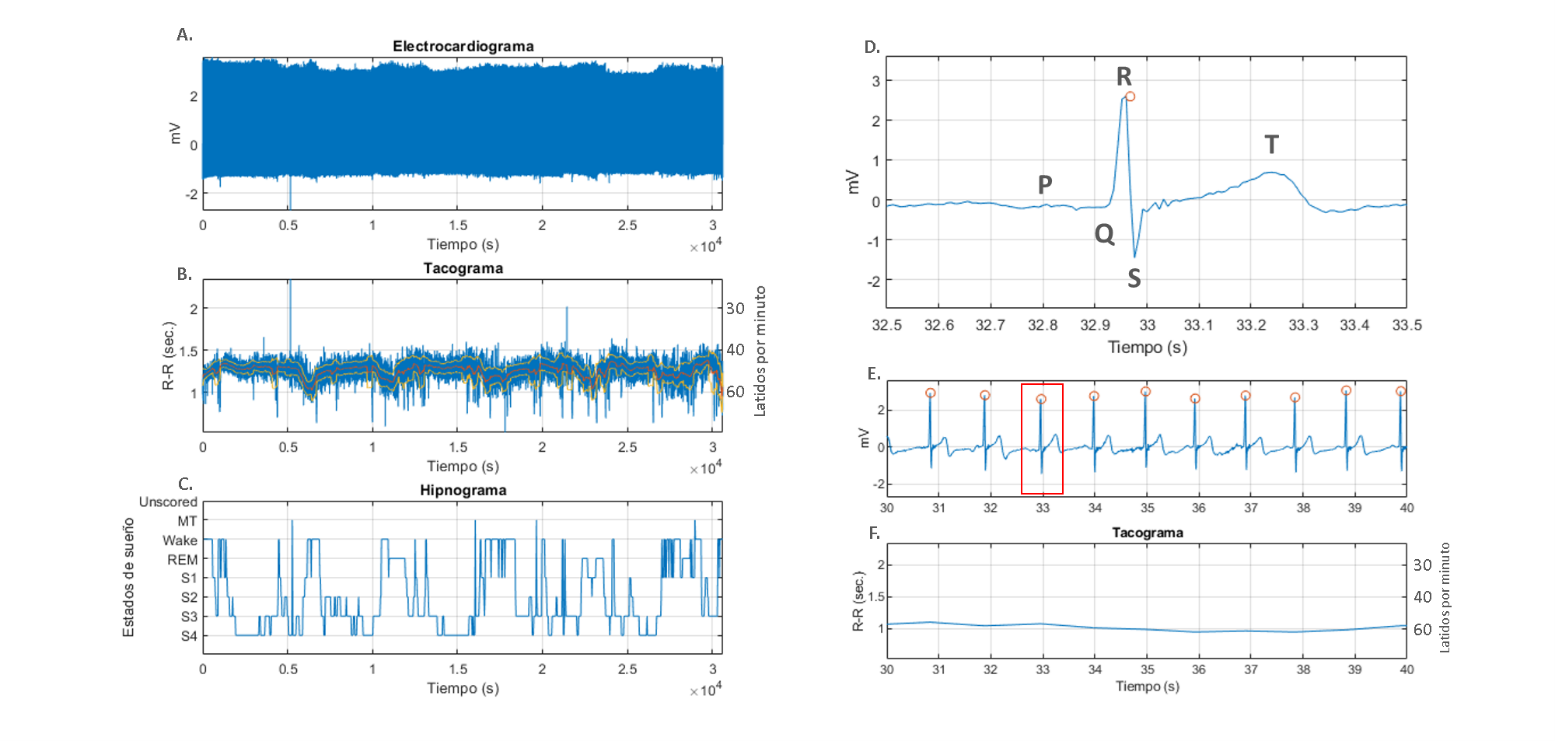 A.
Electrocardiograma
mV
2
0
-2
0 0.5 1 1.5 2 2.5 3
Tiempo (s)
×10⁴
B.
Tacograma
R-R (sec.)
2
1.5
1
30
40
60
Latidos por minuto
0 0.5 1 1.5 2 2.5 3
Tiempo (s)
×10⁴
C.
Hipnograma
Estados de sueño
Unscored
MT
Wake
REM
S1
S2
S3
S4
0 0.5 1 1.5 2 2.5 3
Tiempo (s)
×10⁴
D.
mV
3
2
1
0
-1
-2
R
T
P
Q
S
32.5 32.6 32.7 32.8 32.9 33 33.1 33.2 33.3 33.4 33.5
Tiempo (s)
E.
mV
2
0
-2
30 31 32 33 34 35 36 37 38 39 40
F.
Tacograma
R-R (sec.)
2
1.5
1
30
40
60
Latidos por minuto
30 31 32 33 34 35 36 37 38 39 40
Tiempo (s)